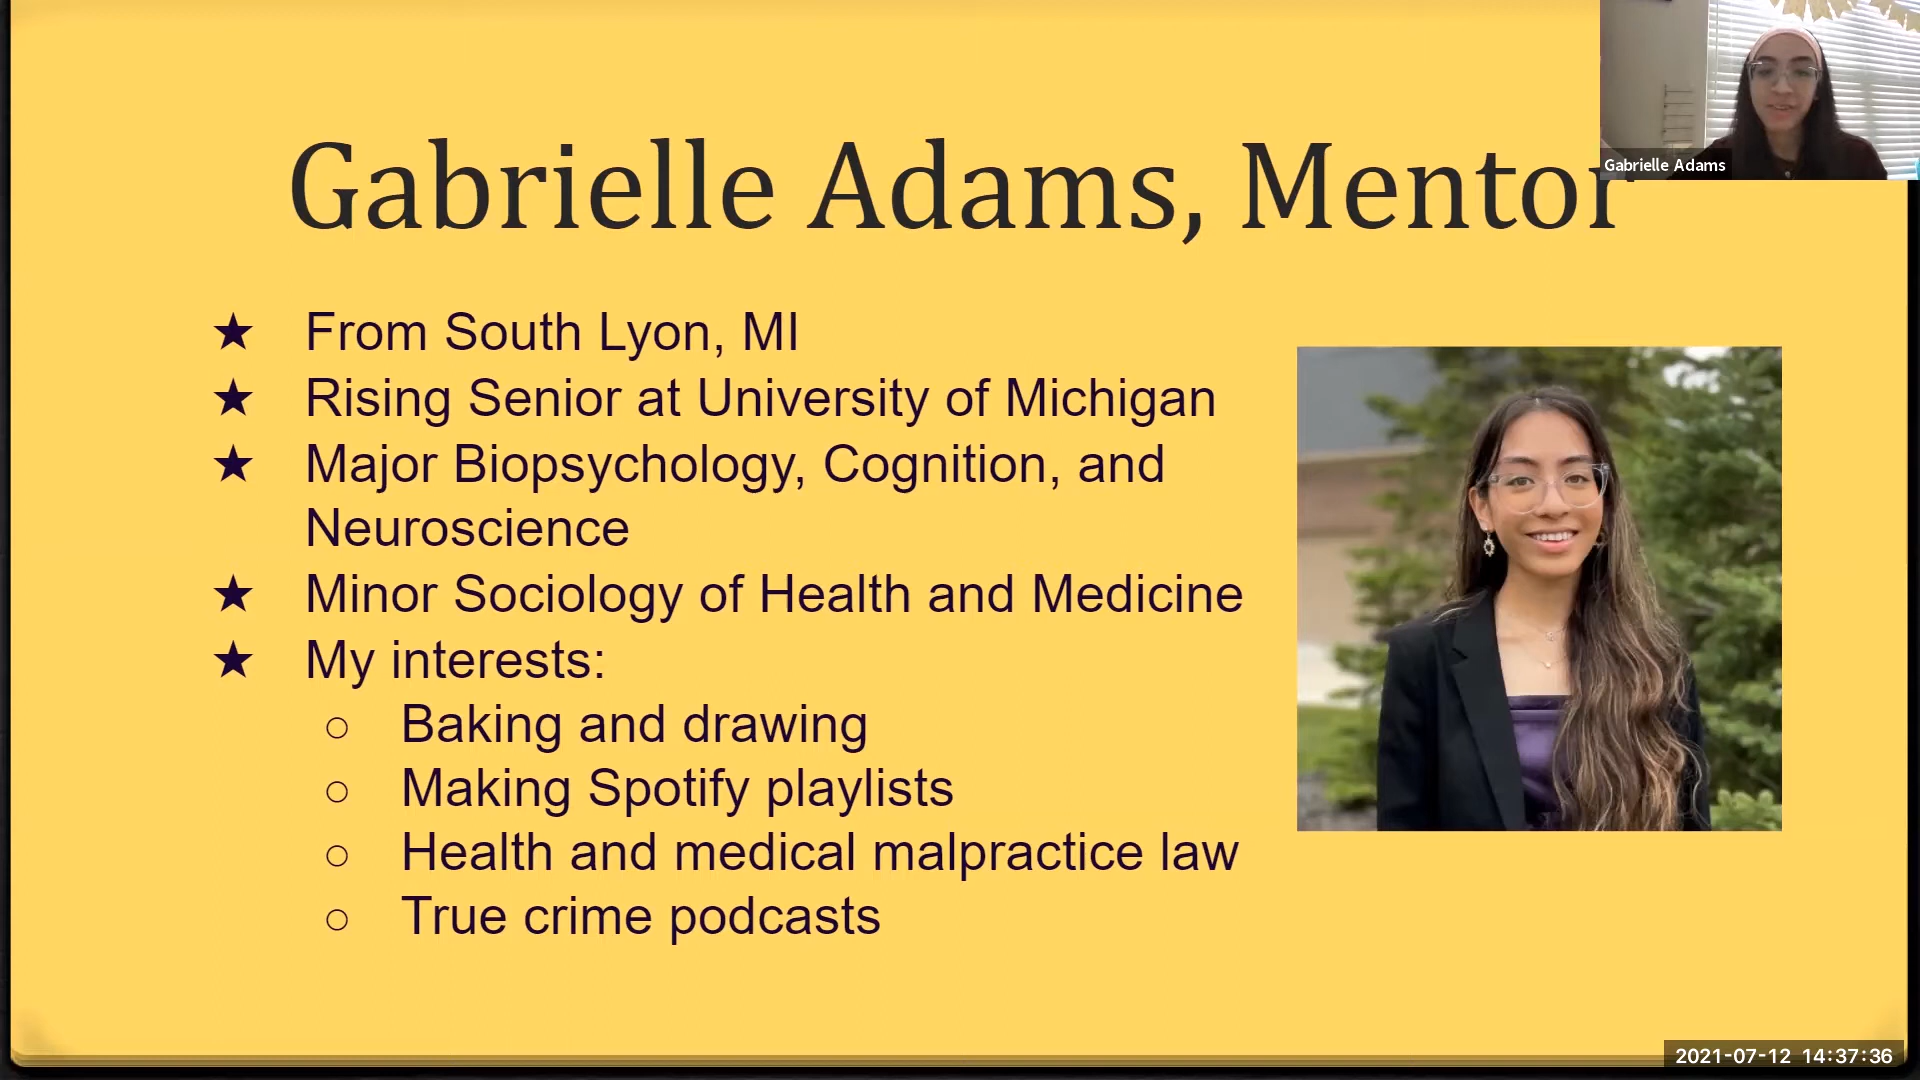 Gabrielle Adams, Mentor
Gabrielle Adams
★ From South Lyon, MI
★ Rising Senior at University of Michigan
★ Major Biopsychology, Cognition, and
Neuroscience
★ Minor Sociology of Health and Medicine
★ My interests:
○ Baking and drawing
○ Making Spotify playlists
○ Health and medical malpractice law
○ True crime podcasts
2021-07-12 14:37:36